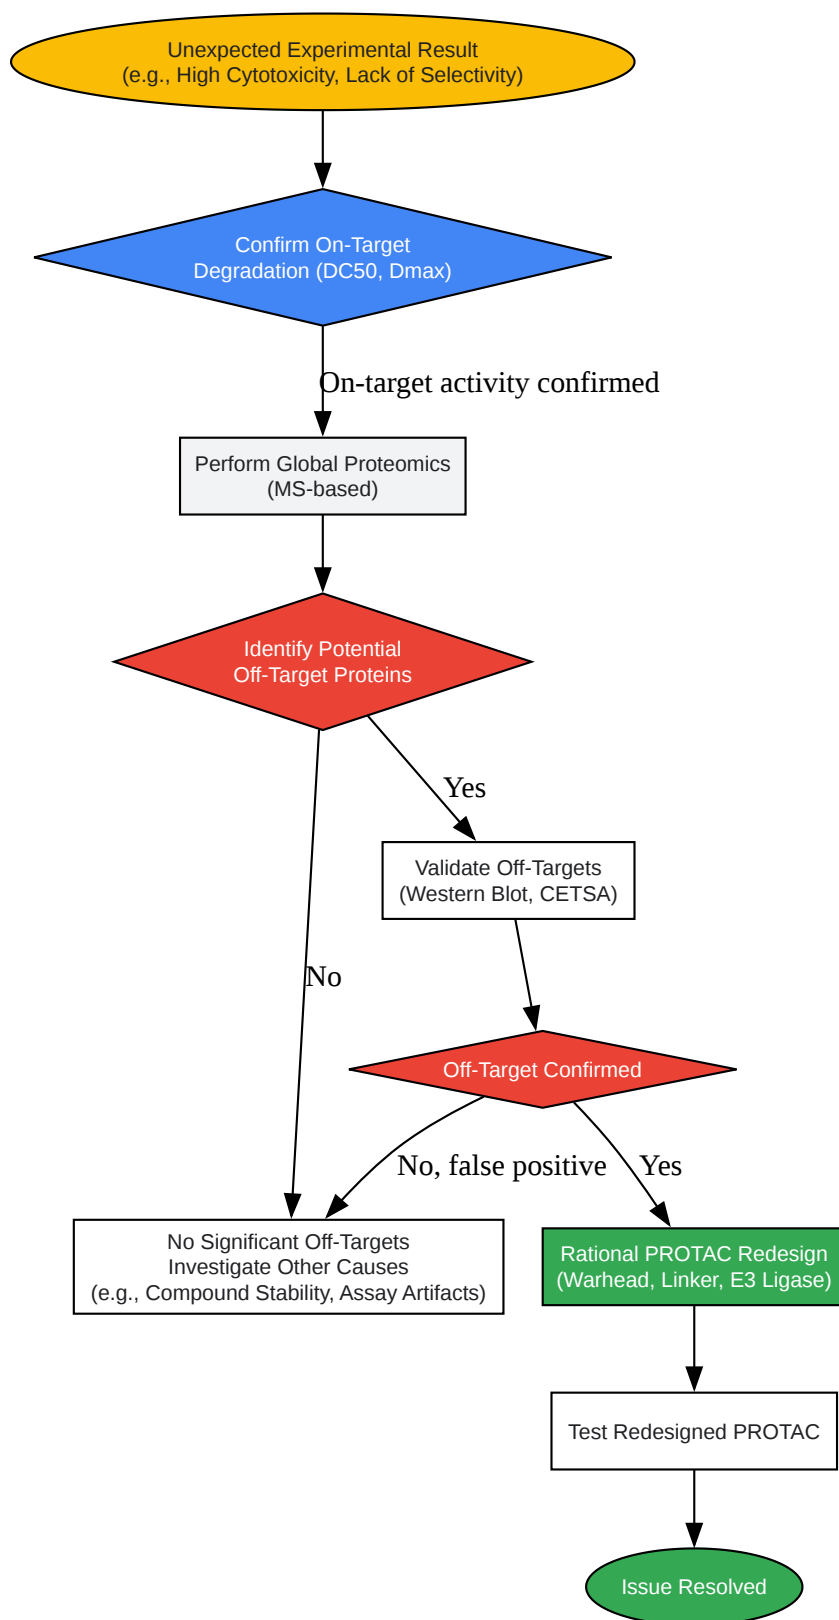 Unexpected Experimental Result
(e.g., High Cytotoxicity, Lack of Selectivity)
Confirm On-Target
Degradation (DC50, Dmax)
On-target activity confirmed
Perform Global Proteomics
(MS-based)
Identify Potential
Off-Target Proteins
Yes
Validate Off-Targets
(Western Blot, CETSA)
No
Off-Target Confirmed
No, false positive
Yes
No Significant Off-Targets
Investigate Other Causes
(e.g., Compound Stability, Assay Artifacts)
Rational PROTAC Redesign
(Warhead, Linker, E3 Ligase)
Test Redesigned PROTAC
Issue Resolved